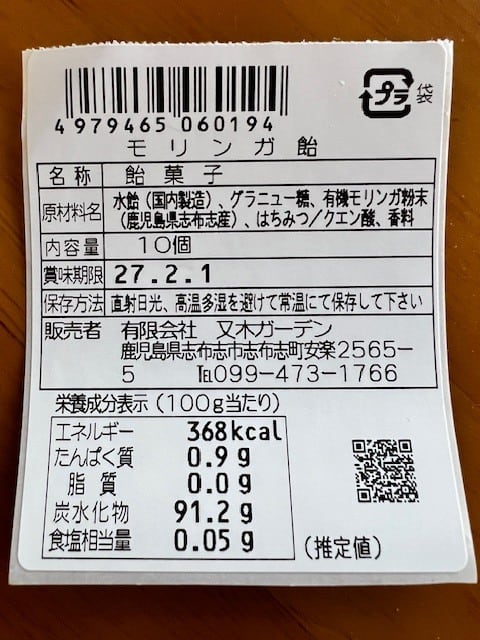 4979465 060194
プラ
袋
モリンガ飴
名称 飴菓子
原材料名 水飴（国内製造）、グラニュー糖、有機モリンガ粉末
（鹿児島県志布志産）、はちみつ／クエン酸、香料
内容量 10個
賞味期限 27.2.1
保存方法 直射日光、高温多湿を避けて常温にて保存して下さい
販売者 有限会社 又木ガーデン
鹿児島県志布志市志布志町安楽2565-
5 ℡099-473-1766
栄養成分表示（100g当たり）
エネルギー 368kcal
たんぱく質 0.9g
脂質 0.0g
炭水化物 91.2g
食塩相当量 0.05g
（推定値）